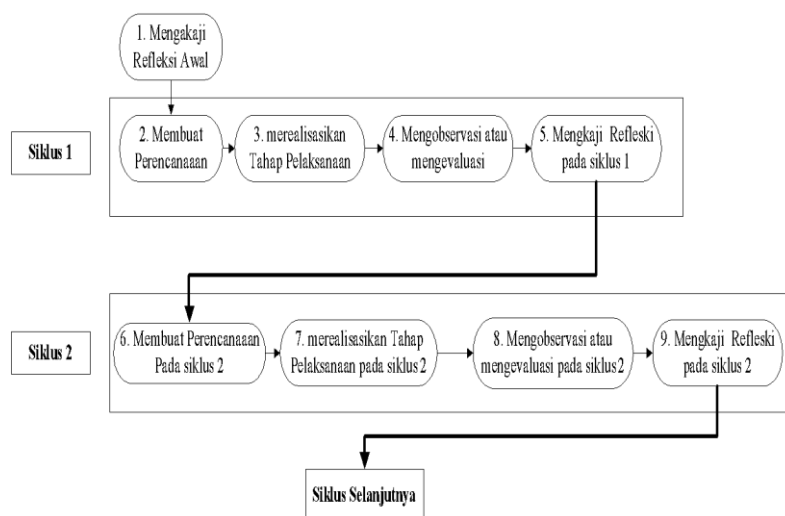 1. Mengakaji
Refleksi Awal
Siklus 1
2. Membuat
Perencanaaan
3. merealisasikan
Tahap Pelaksanaan
4. Mengobservasi atau
mengevaluasi
5. Mengkaji Refleski
pada siklus 1
Siklus 2
6. Membuat Perencanaaan
Pada siklus 2
7. merealisasikan Tahap
Pelaksanaan pada siklus 2
8. Mengobservasi atau
mengevaluasi pada siklus 2
9. Mengkaji Refleski
pada siklus 2
Siklus Selanjutnya